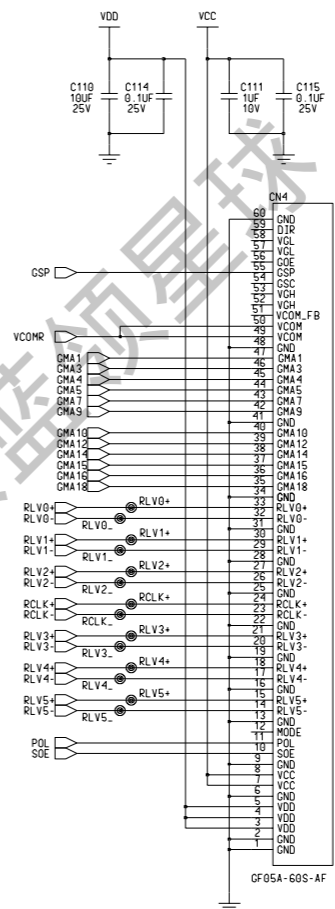 VDD VCC
C110 10UF 25V
C114 0.1UF 25V
C111 1UF 10V
C115 0.1UF 25V
CN4
60 GND
59 DIR
58 VGL
57 VGL
56 GOE
GSP 55 GSP
54 GSC
53 VGH
52 VGH
51 VCOM_FB
50 VCOM
VCOMR 49 VCOM
48 GND
GMA1 47 GMA1
GMA3 46 GMA3
GMA4 45 GMA4
GMA5 44 GMA5
GMA7 43 GMA7
GMA9 42 GMA9
41 GND
GMA10 40 GMA10
GMA12 39 GMA12
GMA14 38 GMA14
GMA15 37 GMA15
GMA16 36 GMA16
GMA18 35 GMA18
34 GND
RLV0+ RLV0+ 33 RLV0+
RLV0- RLV0_ 32 RLV0-
31 GND
RLV1+ RLV1+ 30 RLV1+
RLV1- RLV1_ 29 RLV1-
28 GND
RLV2+ RLV2+ 27 RLV2+
RLV2- RLV2_ 26 RLV2-
25 GND
RCLK+ RCLK+ 24 RCLK+
RCLK- RCLK_ 23 RCLK-
22 GND
RLV3+ RLV3+ 21 RLV3+
RLV3- RLV3_ 20 RLV3-
19 GND
RLV4+ RLV4+ 18 RLV4+
RLV4- RLV4_ 17 RLV4-
16 GND
RLV5+ RLV5+ 15 RLV5+
RLV5- RLV5_ 14 RLV5-
13 GND
12 MODE
POL 11 POL
SOE 10 SOE
9 GND
8 VCC
7 VCC
6 GND
5 VDD
4 VDD
3 VDD
2 GND
1 GND
GF05A-60S-AF
蓝领星球